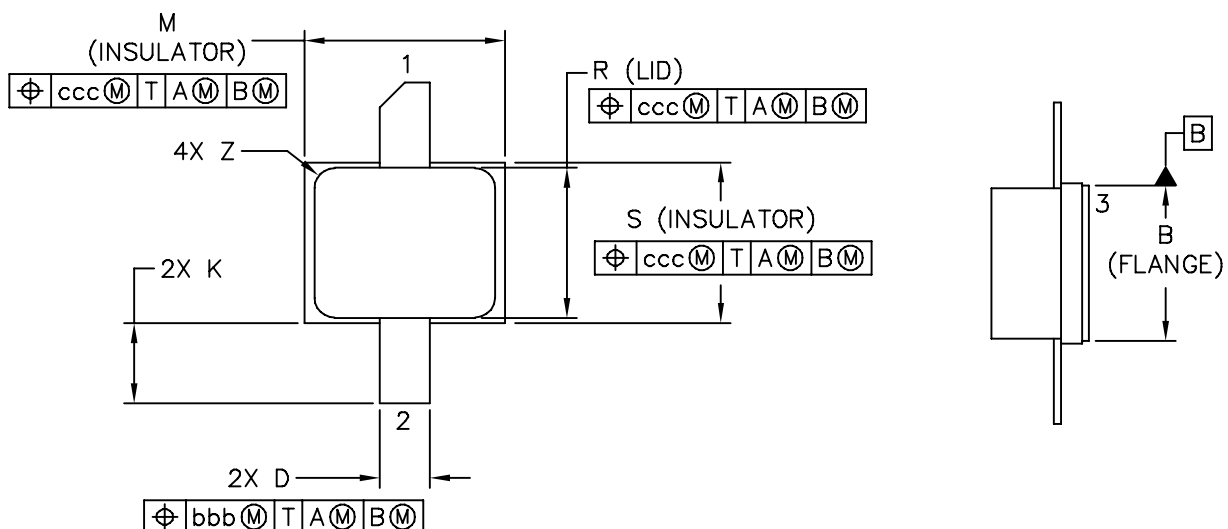 M
(INSULATOR)
⌖ ccc Ⓜ T A Ⓜ B Ⓜ
1
R (LID)
⌖ ccc Ⓜ T A Ⓜ B Ⓜ
4X Z
B
3
S (INSULATOR)
⌖ ccc Ⓜ T A Ⓜ B Ⓜ
B
(FLANGE)
2X K
2
2X D
⌖ bbb Ⓜ T A Ⓜ B Ⓜ